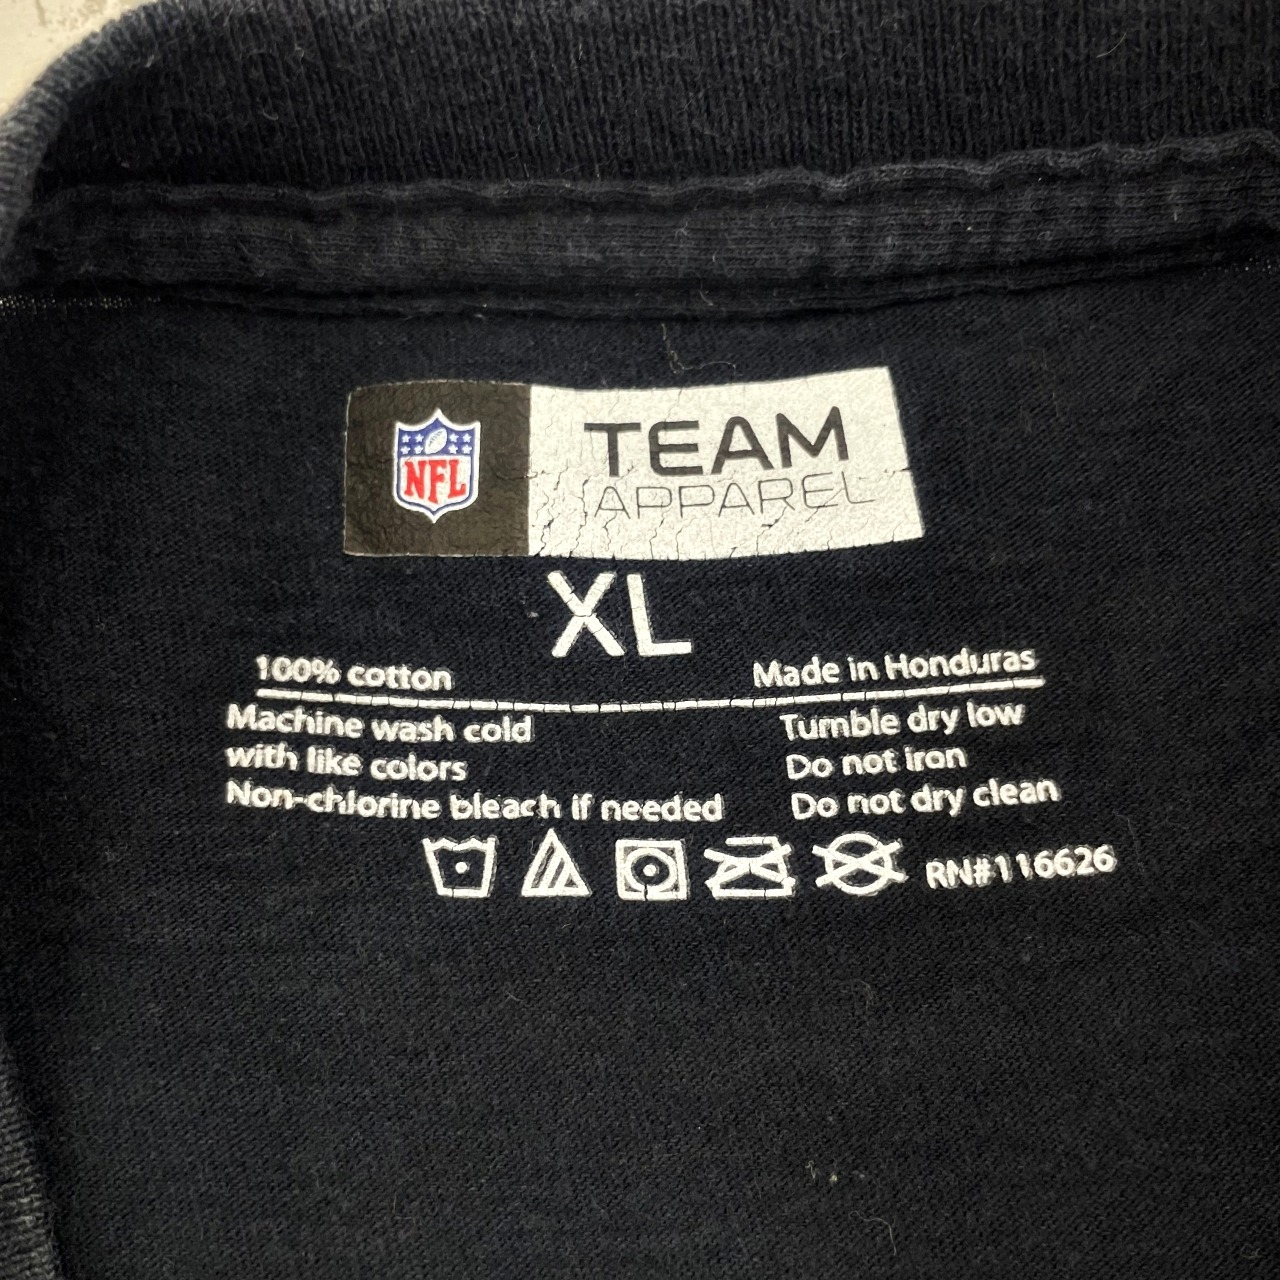 NFL
TEAM
APPAREL
XL
100% cotton
Made in Honduras
Machine wash cold
with like colors
Non-chlorine bleach if needed
Tumble dry low
Do not iron
Do not dry clean
RN#116626